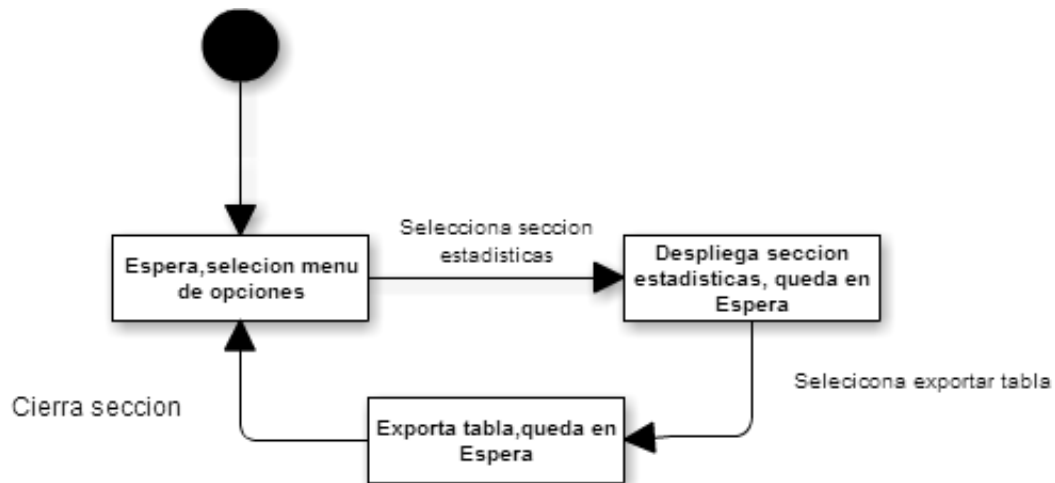 Selecciona seccion
estadisticas
Espera,selecion menu
de opciones
Despliega seccion
estadisticas, queda en
Espera
Selecicona exportar tabla
Cierra seccion
Exporta tabla,queda en
Espera